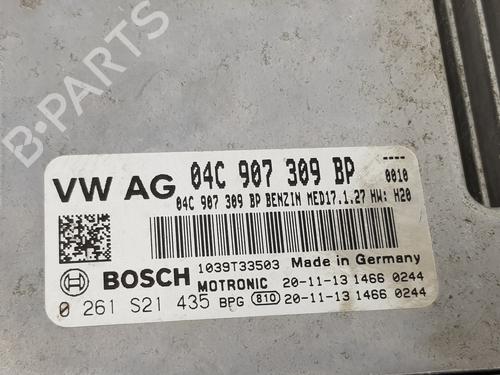 VW AG 04C 907 309 BP 0010
04C 907 309 BP BENZIN MED17.1.27 HW: H20
BOSCH 1039T33503 Made in Germany
MOTRONIC 20-11-13 1466 0244
0 261 S21 435 BPG 810 20-11-13 1466 0244
B-PARTS